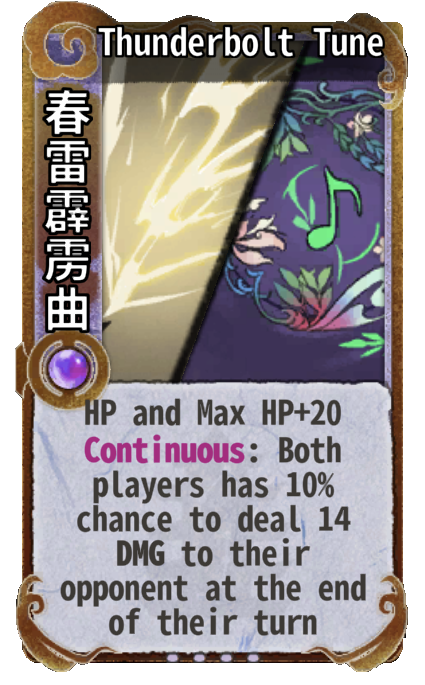 Thunderbolt Tune
春雷霹雳曲
HP and Max HP+20
Continuous: Both
players has 10%
chance to deal 14
DMG to their
opponent at the end
of their turn